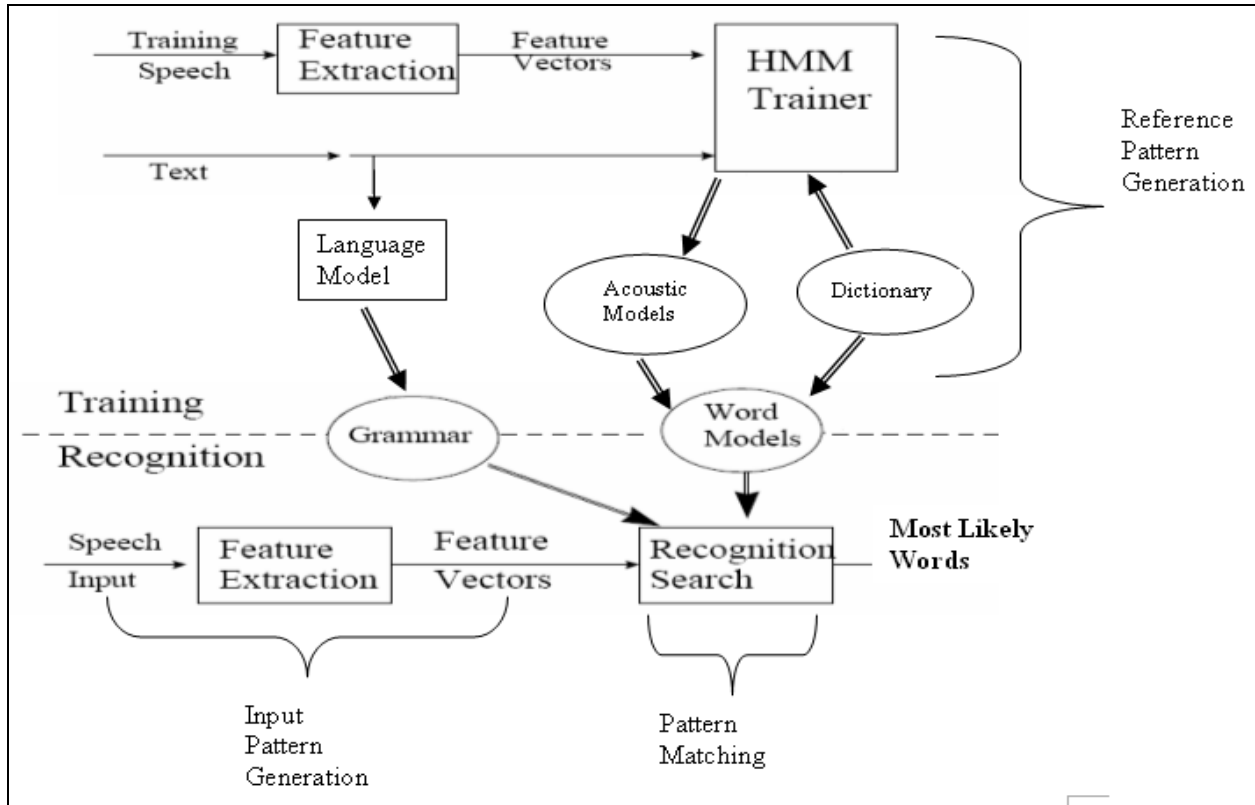 Training
Speech
Feature
Extraction
Feature
Vectors
HMM
Trainer
Reference
Pattern
Generation
Text
Language
Model
Acoustic
Models
Dictionary
Training
Grammar
Word
Models
Recognition
Speech
Input
Feature
Extraction
Feature
Vectors
Recognition
Search
Most Likely
Words
Input
Pattern
Generation
Pattern
Matching